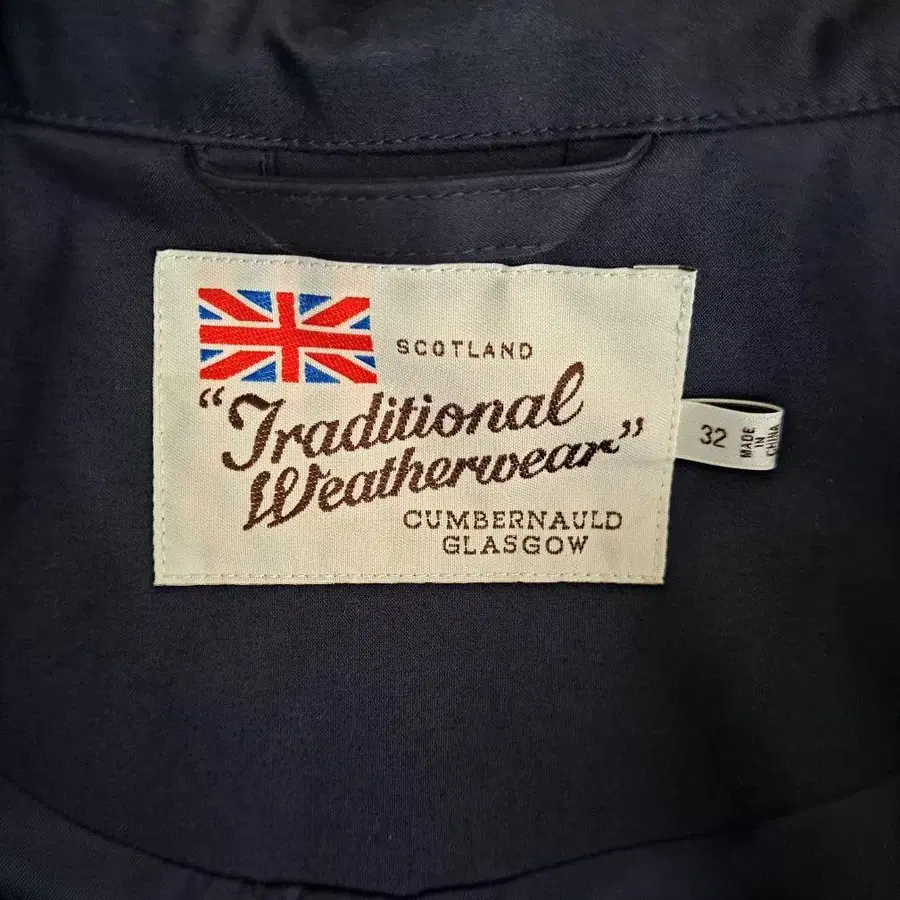 SCOTLAND
“Traditional
Weatherwear”
CUMBERNAULD
GLASGOW
32
MADE
IN
CHINA